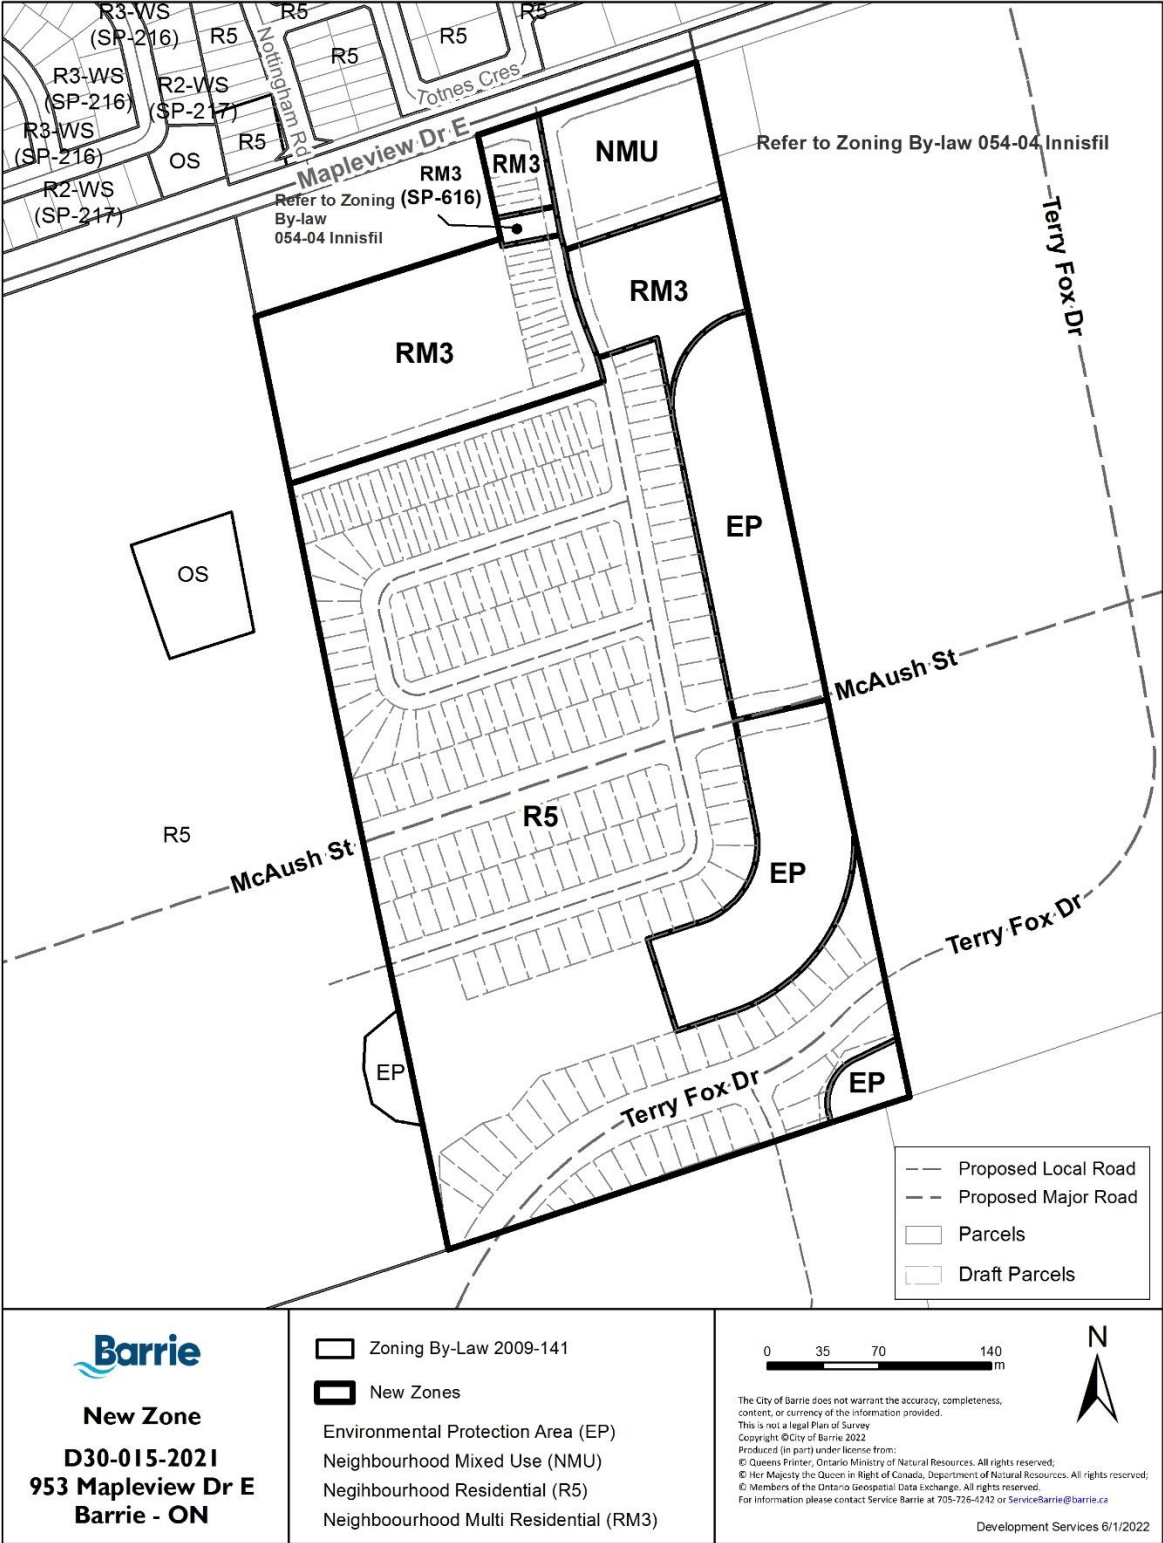 R3-WS
(SP-216)
R5
R5
R5
R5
R5
Nottingham Rd
Totnes Cres
R3-WS
(SP-216)
R2-WS
(SP-217)
R3-WS
(SP-216)
R5
OS
R2-WS
(SP-217)
Mapleview Dr E
RM3
NMU
Refer to Zoning By-law 054-04 Innisfil
RM3
(SP-616)
Refer to Zoning
By-law
054-04 Innisfil
Terry Fox Dr
RM3
RM3
EP
OS
McAush St
R5
R5
McAush St
EP
Terry Fox Dr
EP
EP
Terry Fox Dr
Proposed Local Road
Proposed Major Road
Parcels
Draft Parcels
Barrie
New Zone
D30-015-2021
953 Mapleview Dr E
Barrie - ON
Zoning By-Law 2009-141
New Zones
Environmental Protection Area (EP)
Neighbourhood Mixed Use (NMU)
Negihbourhood Residential (R5)
Neighboourhood Multi Residential (RM3)
0 35 70 140
m
N
The City of Barrie does not warrant the accuracy, completeness,
content, or currency of the information provided.
This is not a legal Plan of Survey
Copyright ©City of Barrie 2022
Produced (in part) under license from:
© Queens Printer, Ontario Ministry of Natural Resources. All rights reserved;
© Her Majesty the Queen in Right of Canada, Department of Natural Resources. All rights reserved;
© Members of the Ontario Geospatial Data Exchange. All rights reserved.
For information please contact Service Barrie at 705-726-4242 or ServiceBarrie@barrie.ca
Development Services 6/1/2022